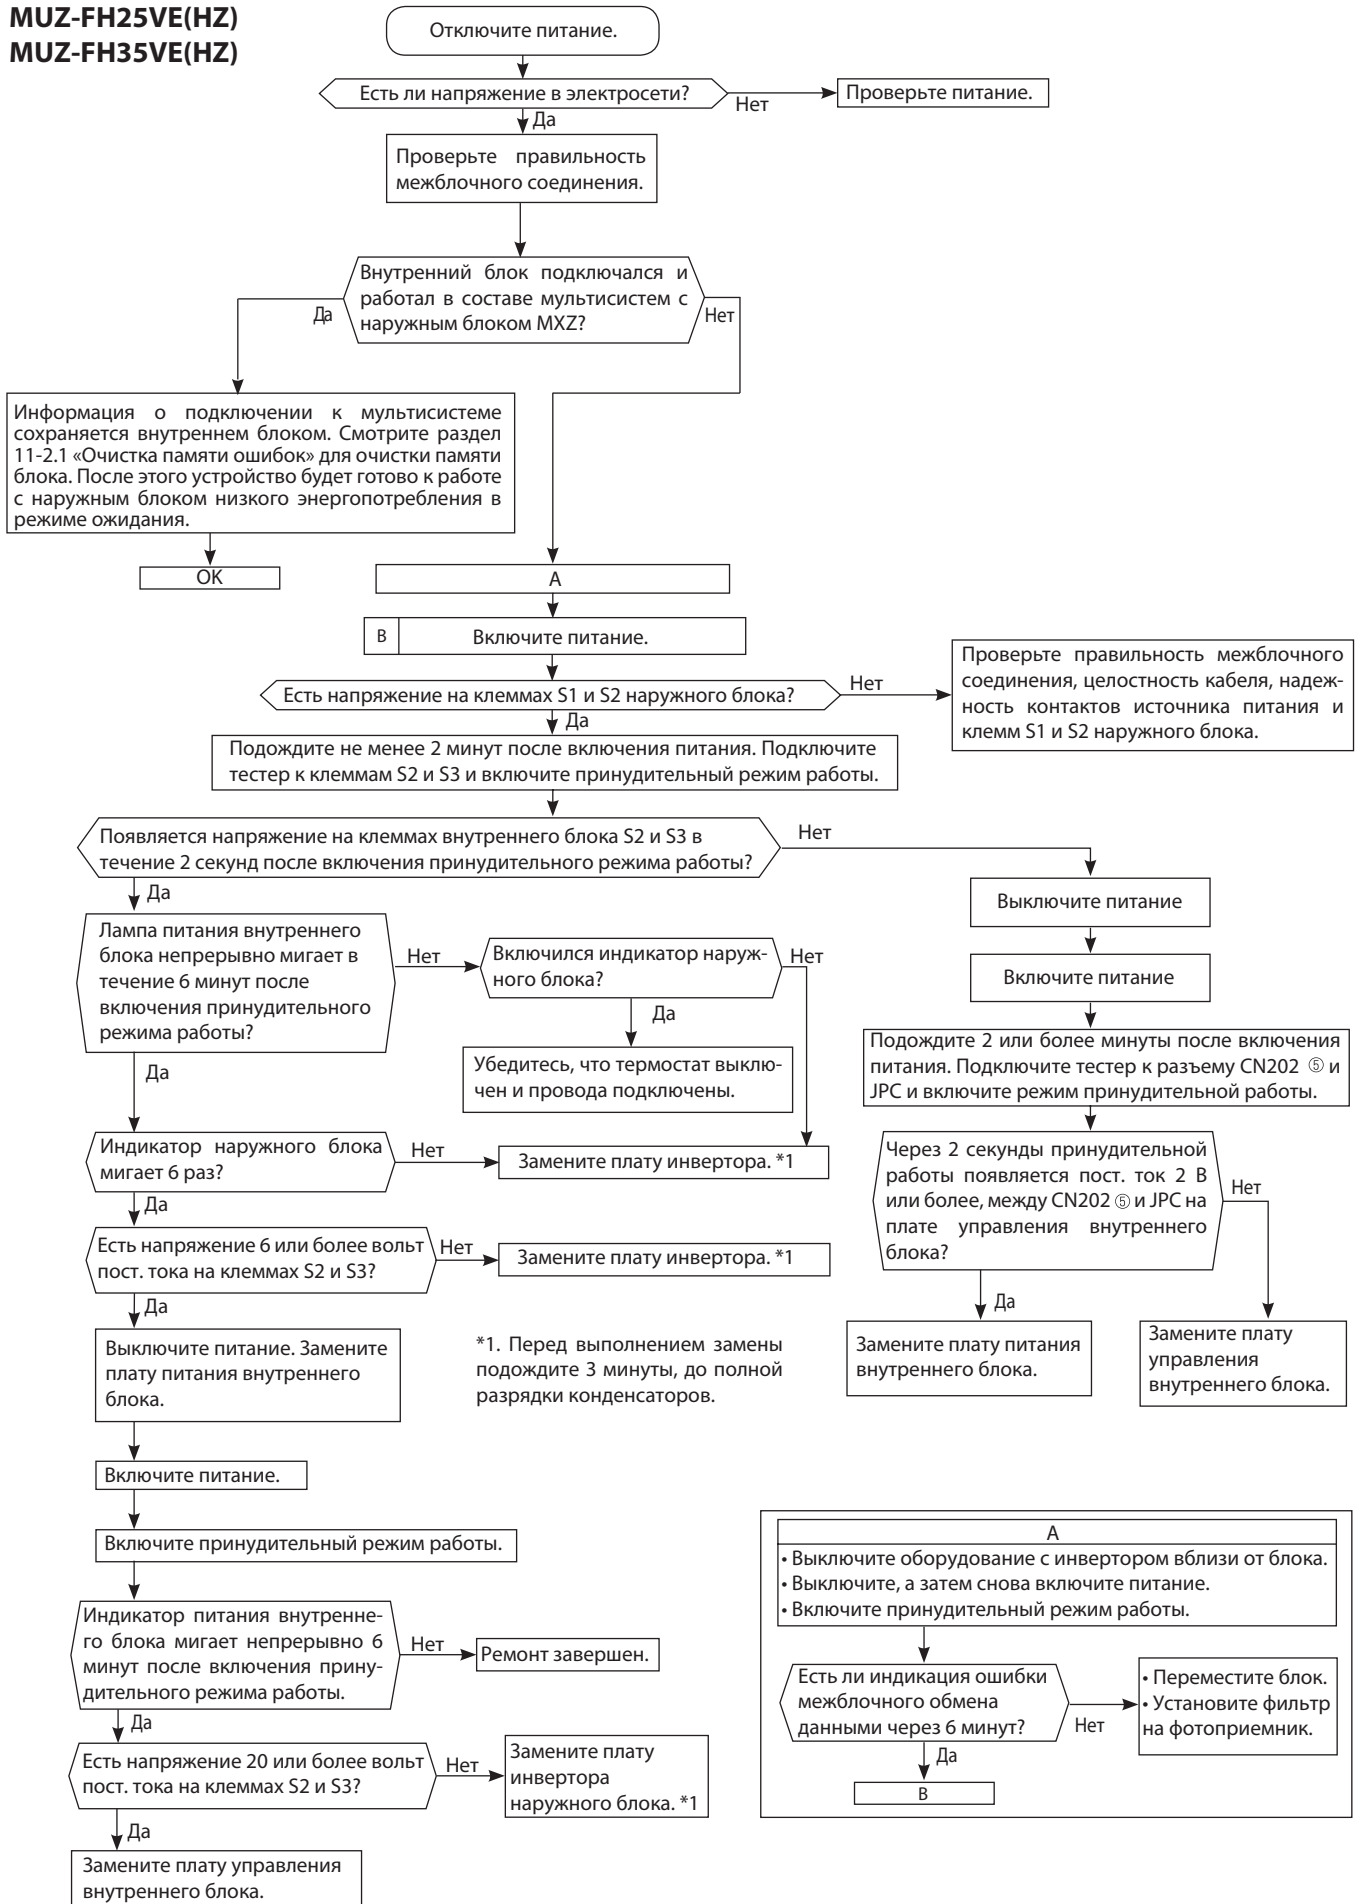 MUZ-FH25VE(HZ)
MUZ-FH35VE(HZ)
Отключите питание.
Есть ли напряжение в электросети?
Нет
Проверьте питание.
Да
Проверьте правильность
межблочного соединения.
Внутренний блок подключался и
работал в составе мультисистем с
наружным блоком MXZ?
Да
Нет
Информация о подключении к мультисистеме
сохраняется внутреннем блоком. Смотрите раздел
11-2.1 «Очистка памяти ошибок» для очистки памяти
блока. После этого устройство будет готово к работе
с наружным блоком низкого энергопотребления в
режиме ожидания.
OK
A
B
Включите питание.
Есть напряжение на клеммах S1 и S2 наружного блока?
Нет
Проверьте правильность межблочного
соединения, целостность кабеля, надеж-
ность контактов источника питания и
клемм S1 и S2 наружного блока.
Да
Подождите не менее 2 минут после включения питания. Подключите
тестер к клеммам S2 и S3 и включите принудительный режим работы.
Появляется напряжение на клеммах внутреннего блока S2 и S3 в
течение 2 секунд после включения принудительного режима работы?
Нет
Да
Выключите питание
Включите питание
Подождите 2 или более минуты после включения
питания. Подключите тестер к разъему CN202 ⑤ и
JPC и включите режим принудительной работы.
Через 2 секунды принудительной
работы появляется пост. ток 2 В
или более, между CN202 ⑤ и JPC на
плате управления внутреннего
блока?
Нет
Да
Замените плату питания
внутреннего блока.
Замените плату
управления
внутреннего блока.
Лампа питания внутреннего
блока непрерывно мигает в
течение 6 минут после
включения принудительного
режима работы?
Нет
Включился индикатор наруж-
ного блока?
Нет
Да
Убедитесь, что термостат выклю-
чен и провода подключены.
Да
Индикатор наружного блока
мигает 6 раз?
Нет
Замените плату инвертора. *1
Да
Есть напряжение 6 или более вольт
пост. тока на клеммах S2 и S3?
Нет
Замените плату инвертора. *1
Да
Выключите питание. Замените
плату питания внутреннего
блока.
*1. Перед выполнением замены
подождите 3 минуты, до полной
разрядки конденсаторов.
Включите питание.
Включите принудительный режим работы.
Индикатор питания внутренне-
го блока мигает непрерывно 6
минут после включения прину-
дительного режима работы.
Нет
Ремонт завершен.
Да
Есть напряжение 20 или более вольт
пост. тока на клеммах S2 и S3?
Нет
Замените плату
инвертора
наружного блока. *1
Да
Замените плату управления
внутреннего блока.
A
• Выключите оборудование с инвертором вблизи от блока.
• Выключите, а затем снова включите питание.
• Включите принудительный режим работы.
Есть ли индикация ошибки
межблочного обмена
данными через 6 минут?
Нет
• Переместите блок.
• Установите фильтр
на фотоприемник.
Да
B